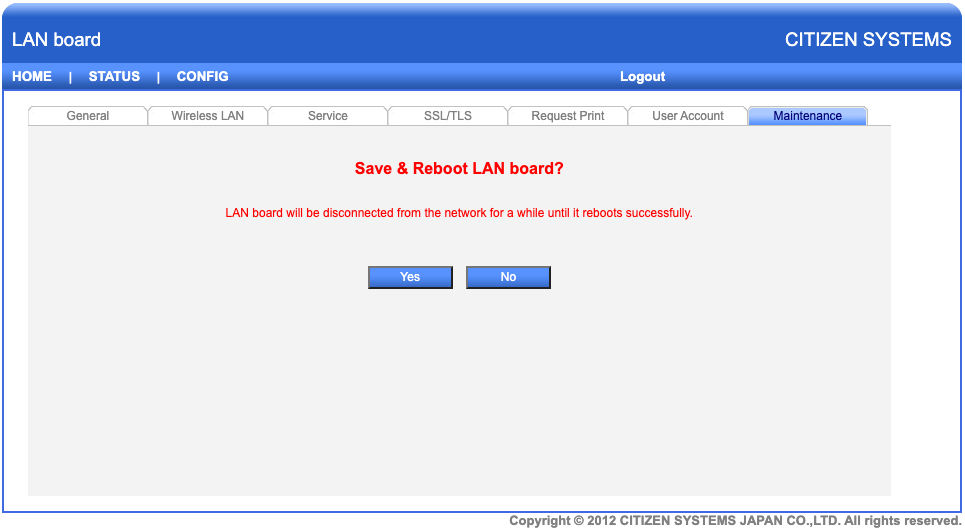 LAN board CITIZEN SYSTEMS
HOME | STATUS | CONFIG Logout
General Wireless LAN Service SSL/TLS Request Print User Account Maintenance
Save & Reboot LAN board?
LAN board will be disconnected from the network for a while until it reboots successfully.
Yes No
Copyright © 2012 CITIZEN SYSTEMS JAPAN CO.,LTD. All rights reserved.